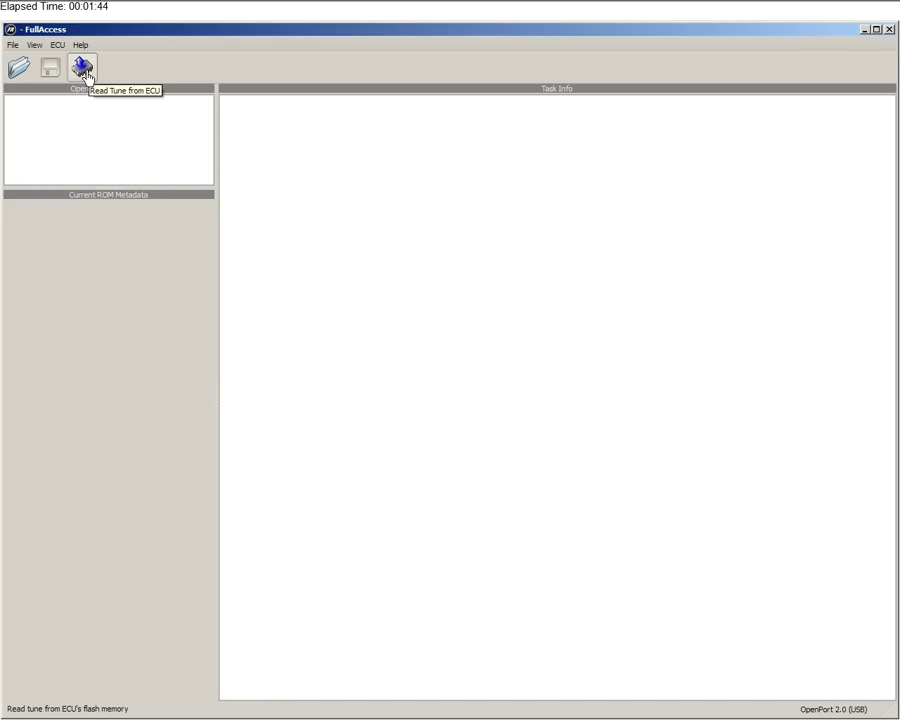 Elapsed Time: 00:01:44
- FullAccess
File View ECU Help
Read Tune from ECU
Task Info
Current ROM Metadata
Read tune from ECU's flash memory
OpenPort 2.0 (USB)